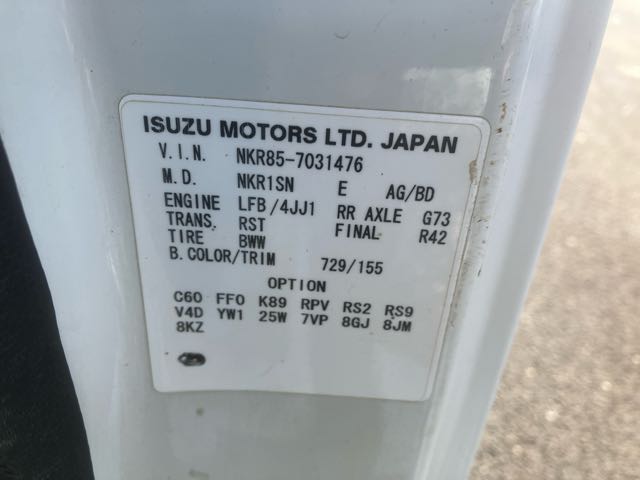 ISUZU MOTORS LTD. JAPAN
V.I.N. NKR85-7031476
M.D. NKR1SN E AG/BD
ENGINE LFB/4JJ1 RR AXLE G73
TRANS. RST FINAL R42
TIRE BWW
B.COLOR/TRIM 729/155
OPTION
C60 FF0 K89 RPV RS2 RS9
V4D YW1 25W 7VP 8GJ 8JM
8KZ